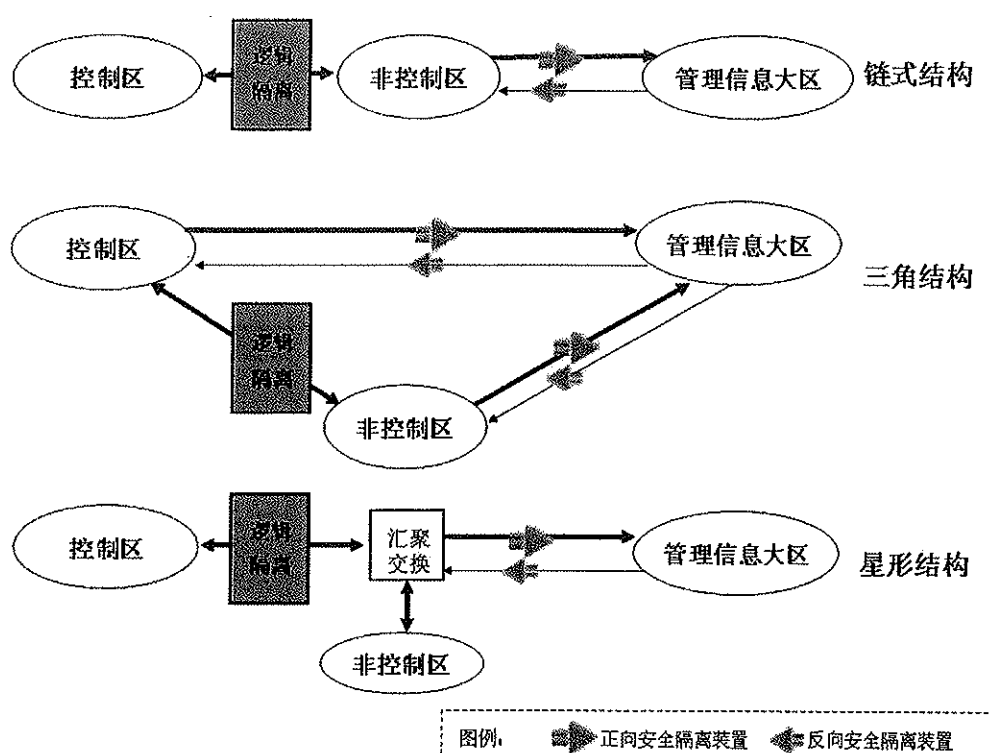 控制区
逻辑
隔离
非控制区
管理信息大区
链式结构
控制区
管理信息大区
三角结构
逻辑
隔离
非控制区
控制区
逻辑
隔离
汇聚
交换
管理信息大区
星形结构
非控制区
图例:
正向安全隔离装置
反向安全隔离装置